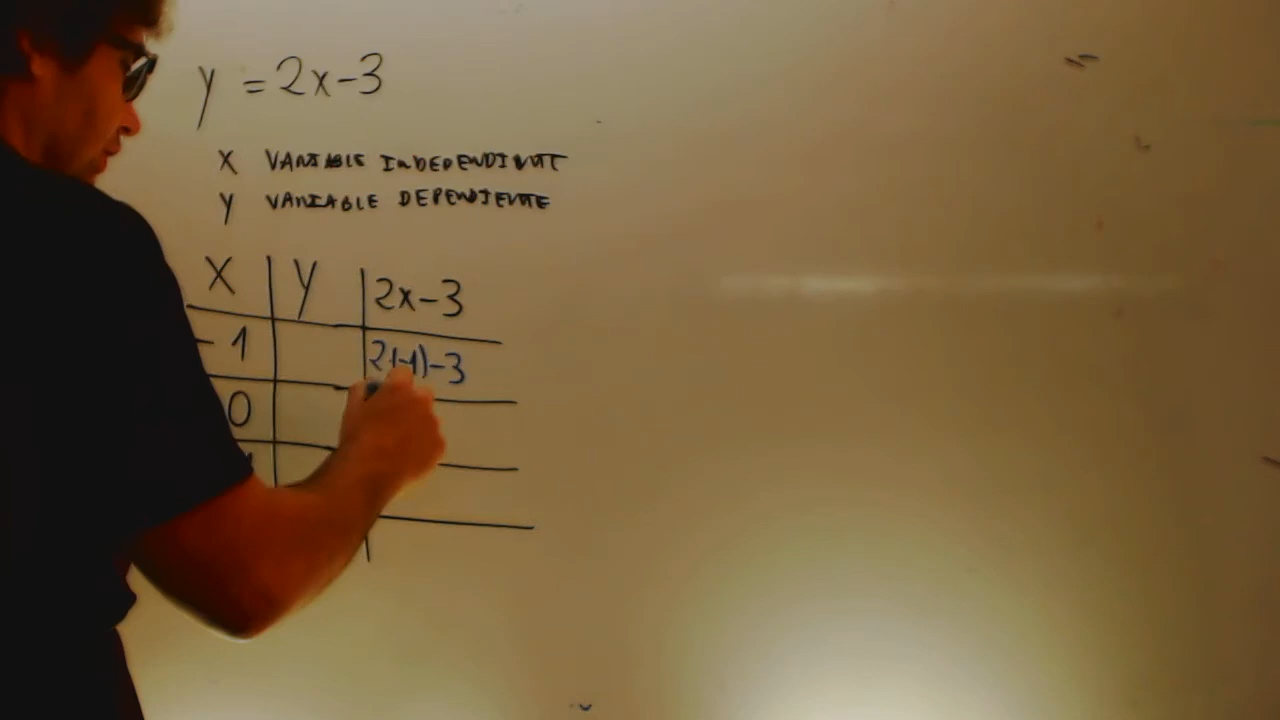 y = 2x-3
X VARIABLE INDEPENDIENTE
y VARIABLE DEPENDIENTE
X y 2x-3
-1 2(-1)-3
0